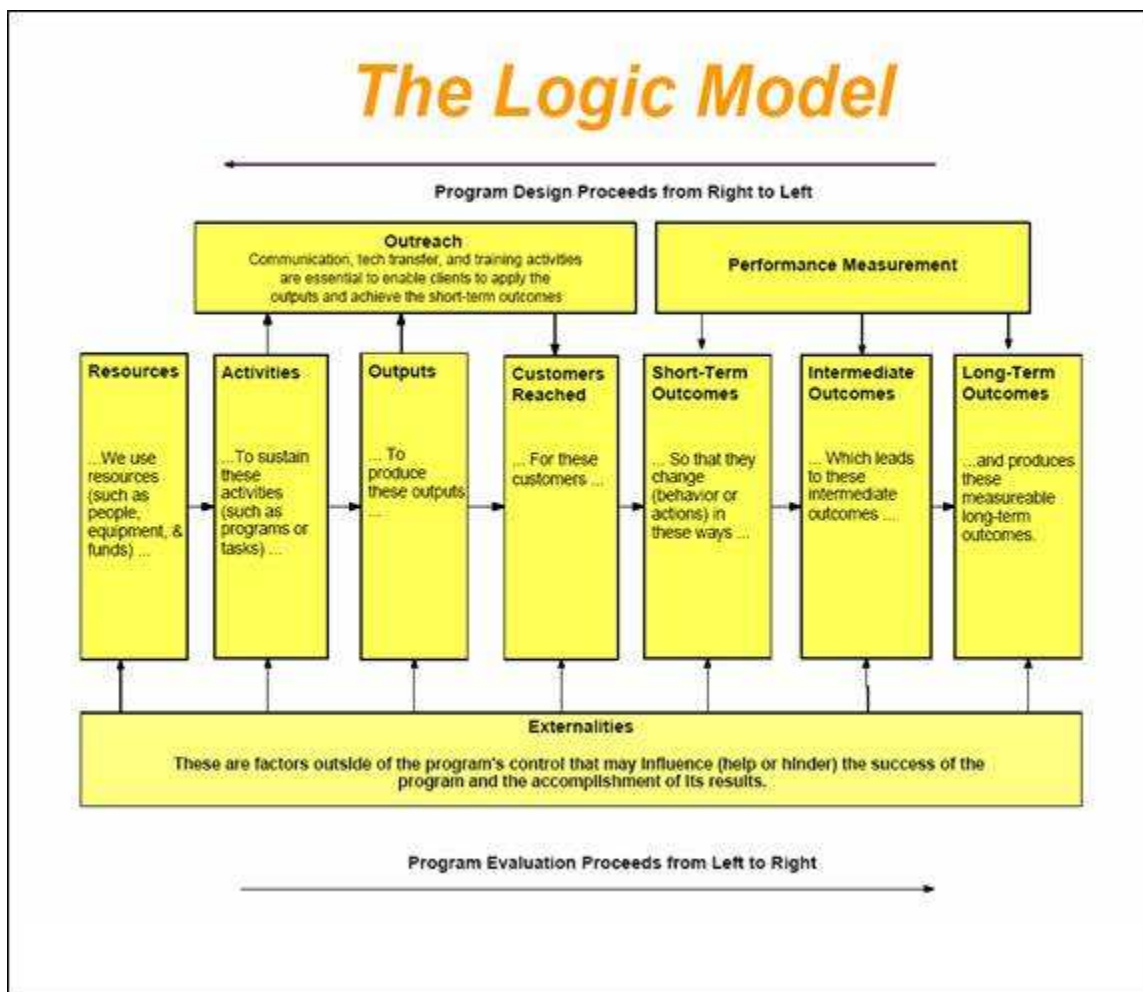 The Logic Model
Program Design Proceeds from Right to Left
Outreach
Communication, tech transfer, and training activities
are essential to enable clients to apply the
outputs and achieve the short-term outcomes
Performance Measurement
Resources
...We use
resources
(such as
people,
equipment, &
funds) ...
Activities
...To sustain
these
activities
(such as
programs or
tasks) ...
Outputs
... To
produce
these outputs
...
Customers
Reached
... For these
customers ...
Short-Term
Outcomes
... So that they
change
(behavior or
actions) in
these ways ...
Intermediate
Outcomes
... Which leads
to these
intermediate
outcomes ....
Long-Term
Outcomes
...and produces
these
measureable
long-term
outcomes.
Externalities
These are factors outside of the program's control that may influence (help or hinder) the success of the
program and the accomplishment of its results.
Program Evaluation Proceeds from Left to Right